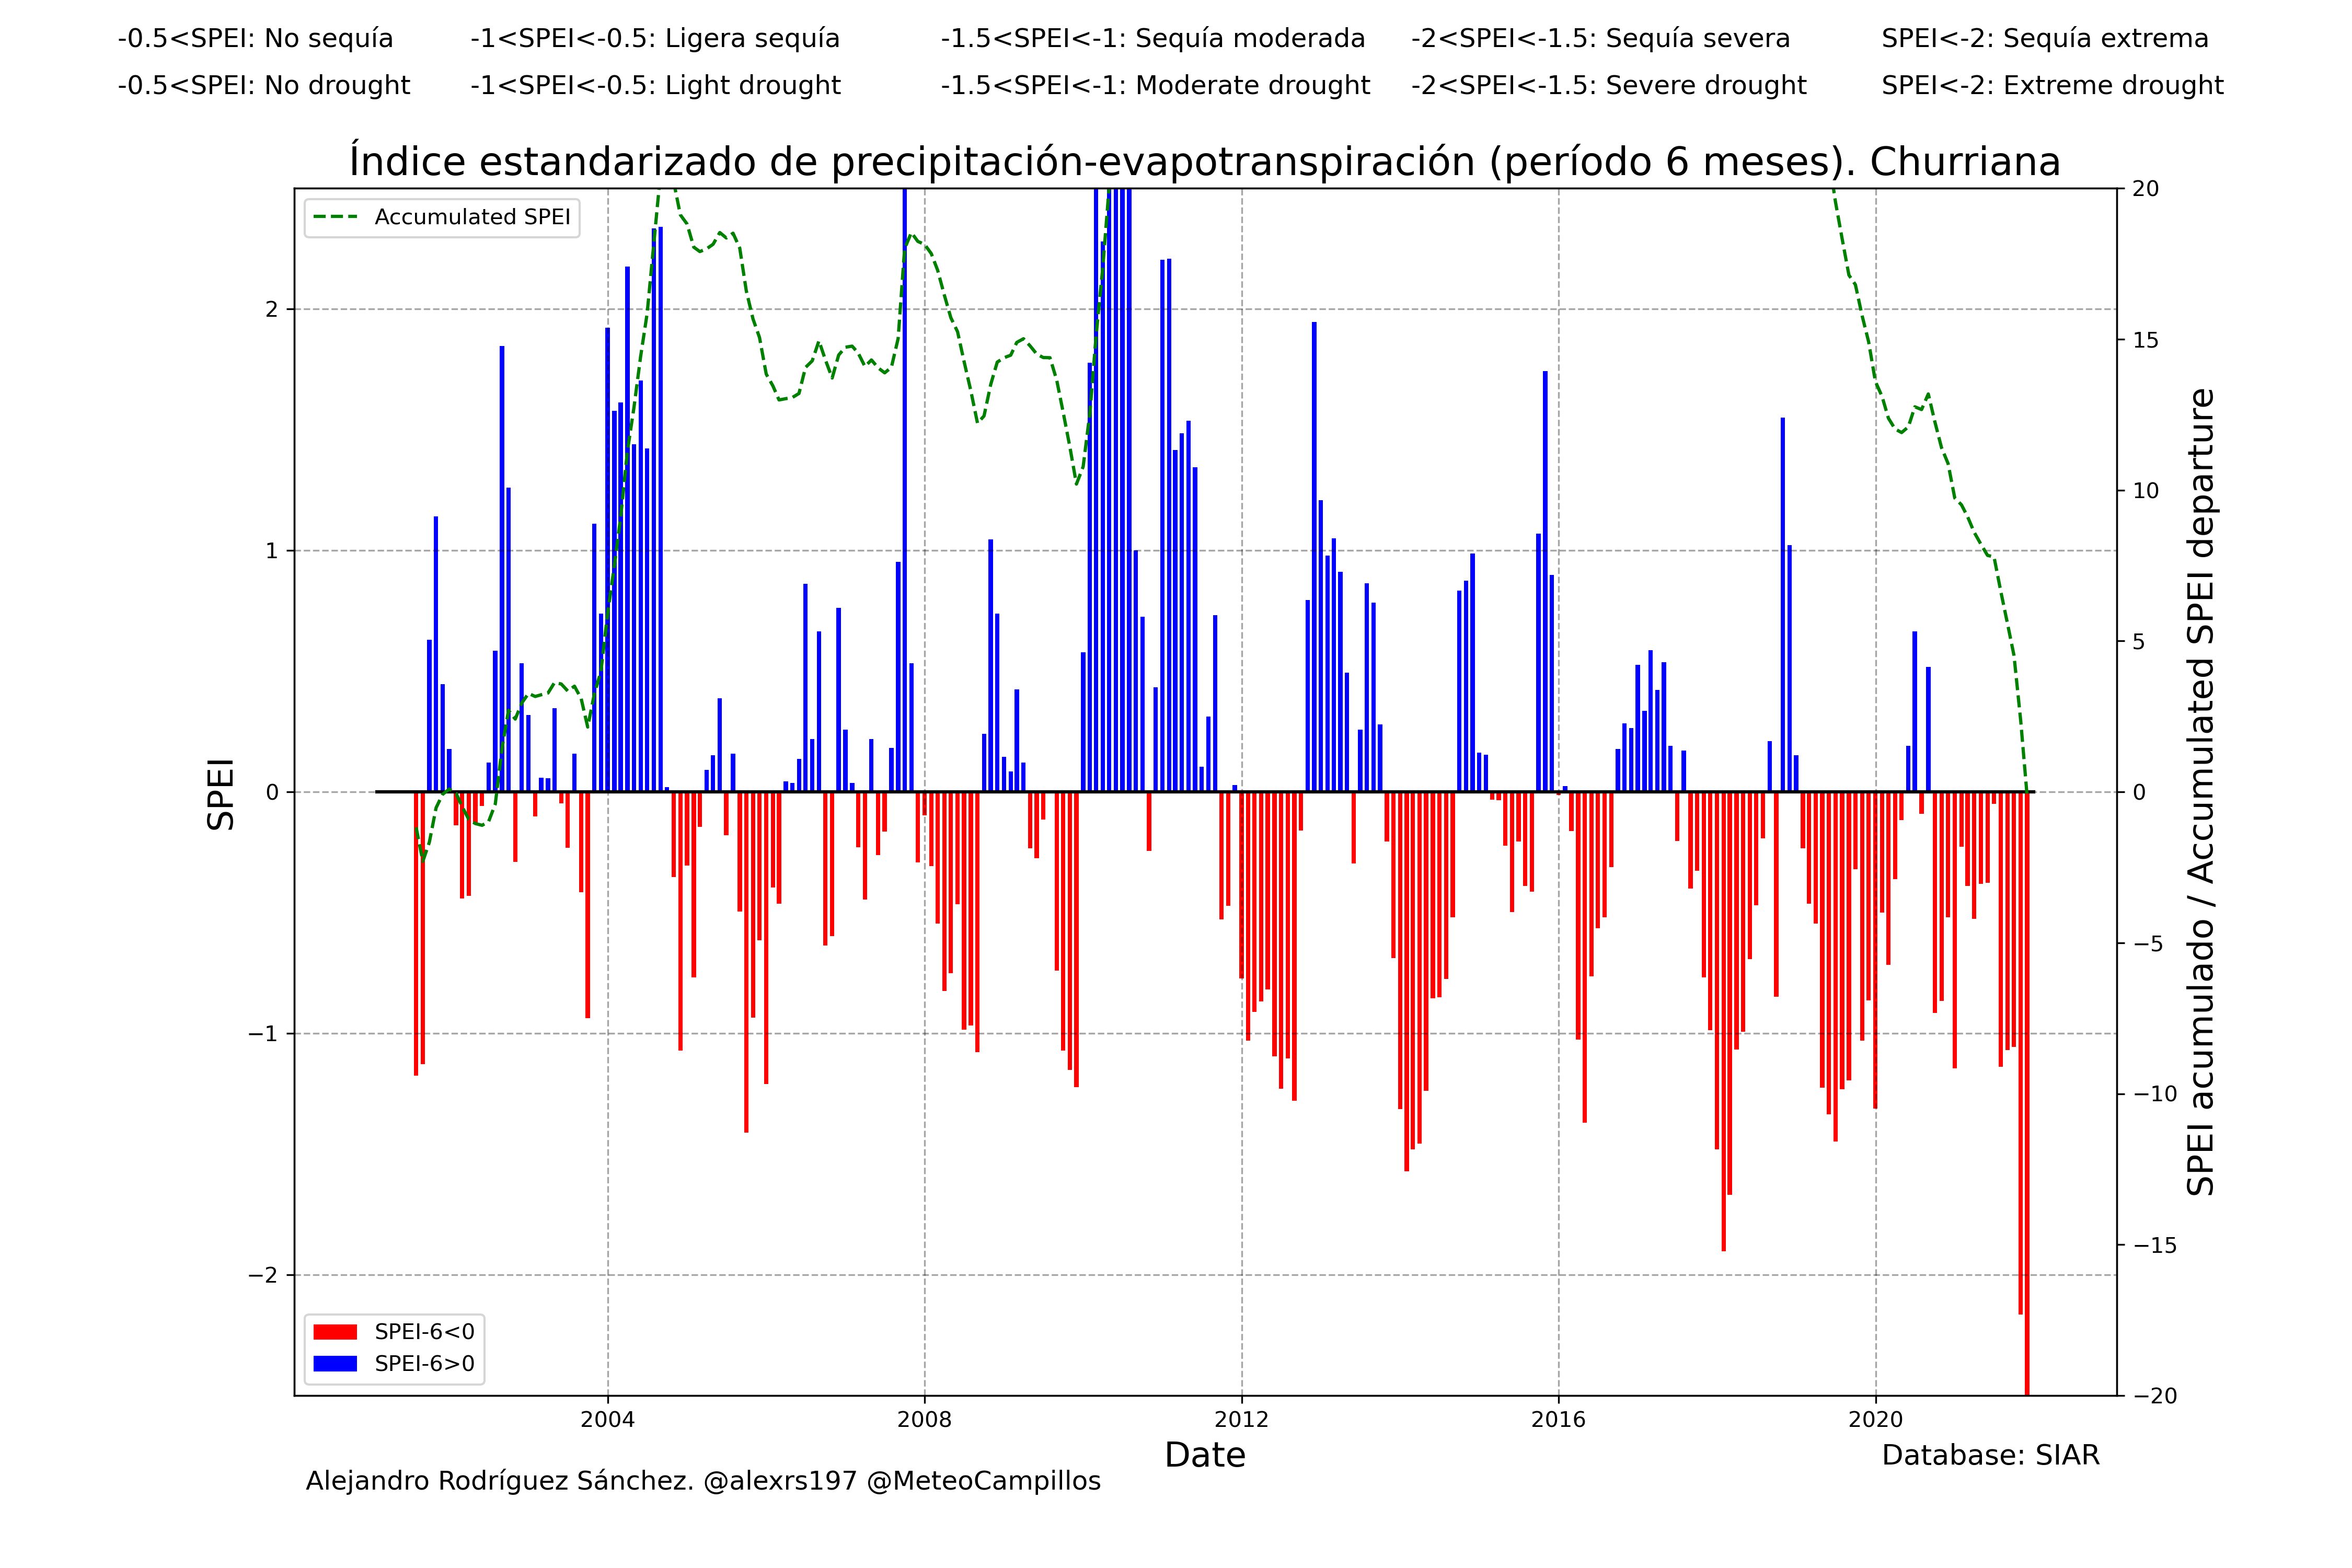 -0.5<SPEI: No sequía -1<SPEI<-0.5: Ligera sequía -1.5<SPEI<-1: Sequía moderada -2<SPEI<-1.5: Sequía severa SPEI<-2: Sequía extrema
-0.5<SPEI: No drought -1<SPEI<-0.5: Light drought -1.5<SPEI<-1: Moderate drought -2<SPEI<-1.5: Severe drought SPEI<-2: Extreme drought
Índice estandarizado de precipitación-evapotranspiración (período 6 meses). Churriana
Accumulated SPEI
SPEI
2
1
0
−1
−2
20
15
10
5
0
−5
−10
−15
−20
SPEI acumulado / Accumulated SPEI departure
SPEI-6<0
SPEI-6>0
2004 2008 2012 2016 2020
Date
Database: SIAR
Alejandro Rodríguez Sánchez. @alexrs197 @MeteoCampillos